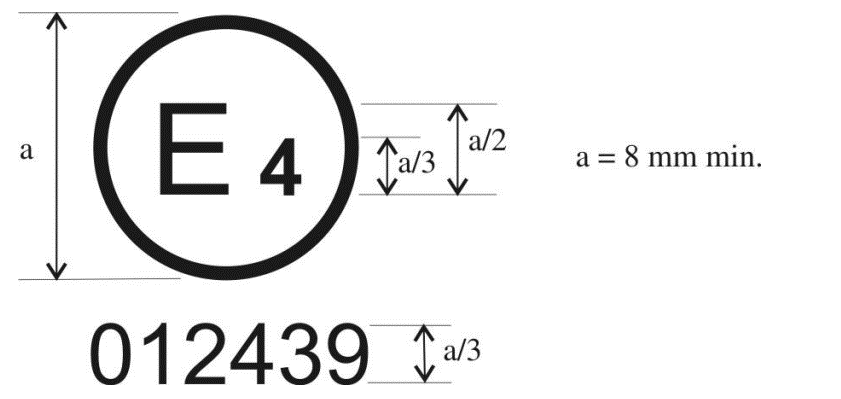 a
E 4
a/3
a/2
a = 8 mm min.
012439
a/3